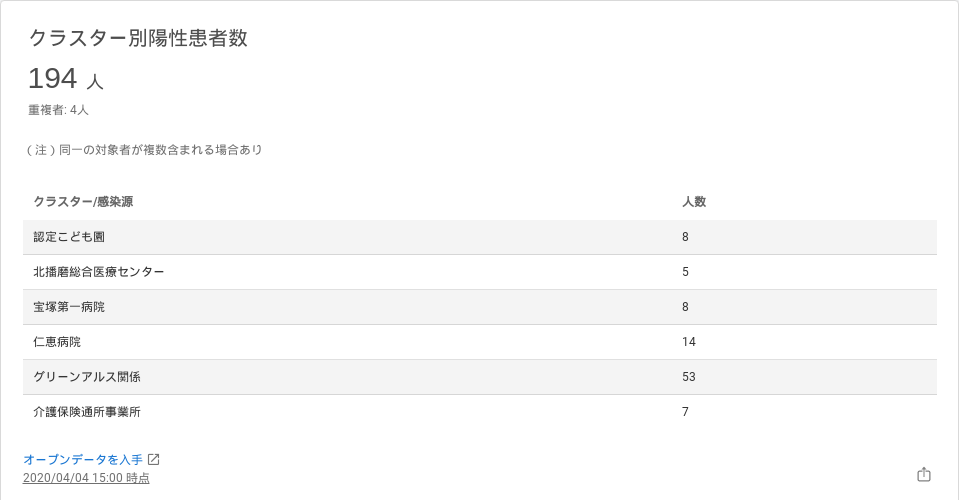 クラスター別陽性患者数
194 人
重複者: 4人
（注）同一の対象者が複数含まれる場合あり
クラスター/感染源 人数
認定こども園 8
北播磨総合医療センター 5
宝塚第一病院 8
仁恵病院 14
グリーンアルス関係 53
介護保険通所事業所 7
オープンデータを入手
2020/04/04 15:00 時点